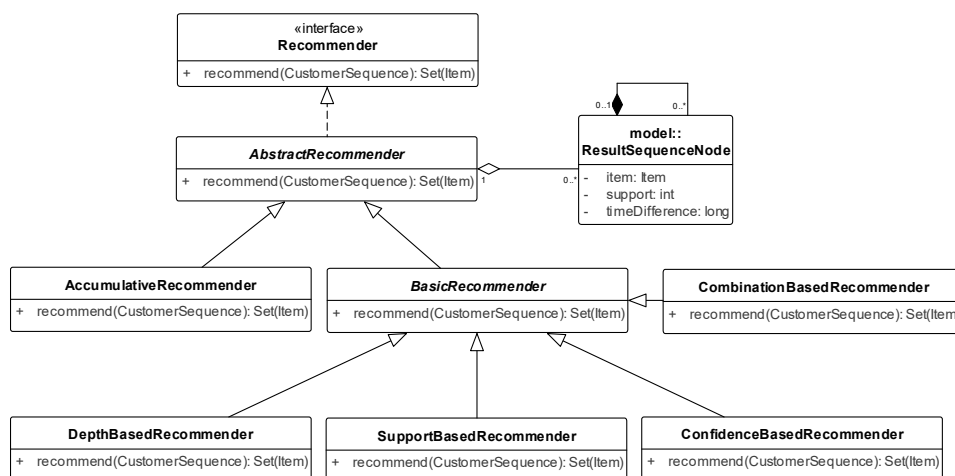 «interface»
Recommender
+ recommend(CustomerSequence): Set(Item)
0..1
0..*
model::
ResultSequenceNode
- item: Item
- support: int
- timeDifference: long
AbstractRecommender
+ recommend(CustomerSequence): Set(Item)
1
0..*
AccumulativeRecommender
+ recommend(CustomerSequence): Set(Item)
BasicRecommender
+ recommend(CustomerSequence): Set(Item)
CombinationBasedRecommender
+ recommend(CustomerSequence): Set(Item)
DepthBasedRecommender
+ recommend(CustomerSequence): Set(Item)
SupportBasedRecommender
+ recommend(CustomerSequence): Set(Item)
ConfidenceBasedRecommender
+ recommend(CustomerSequence): Set(Item)